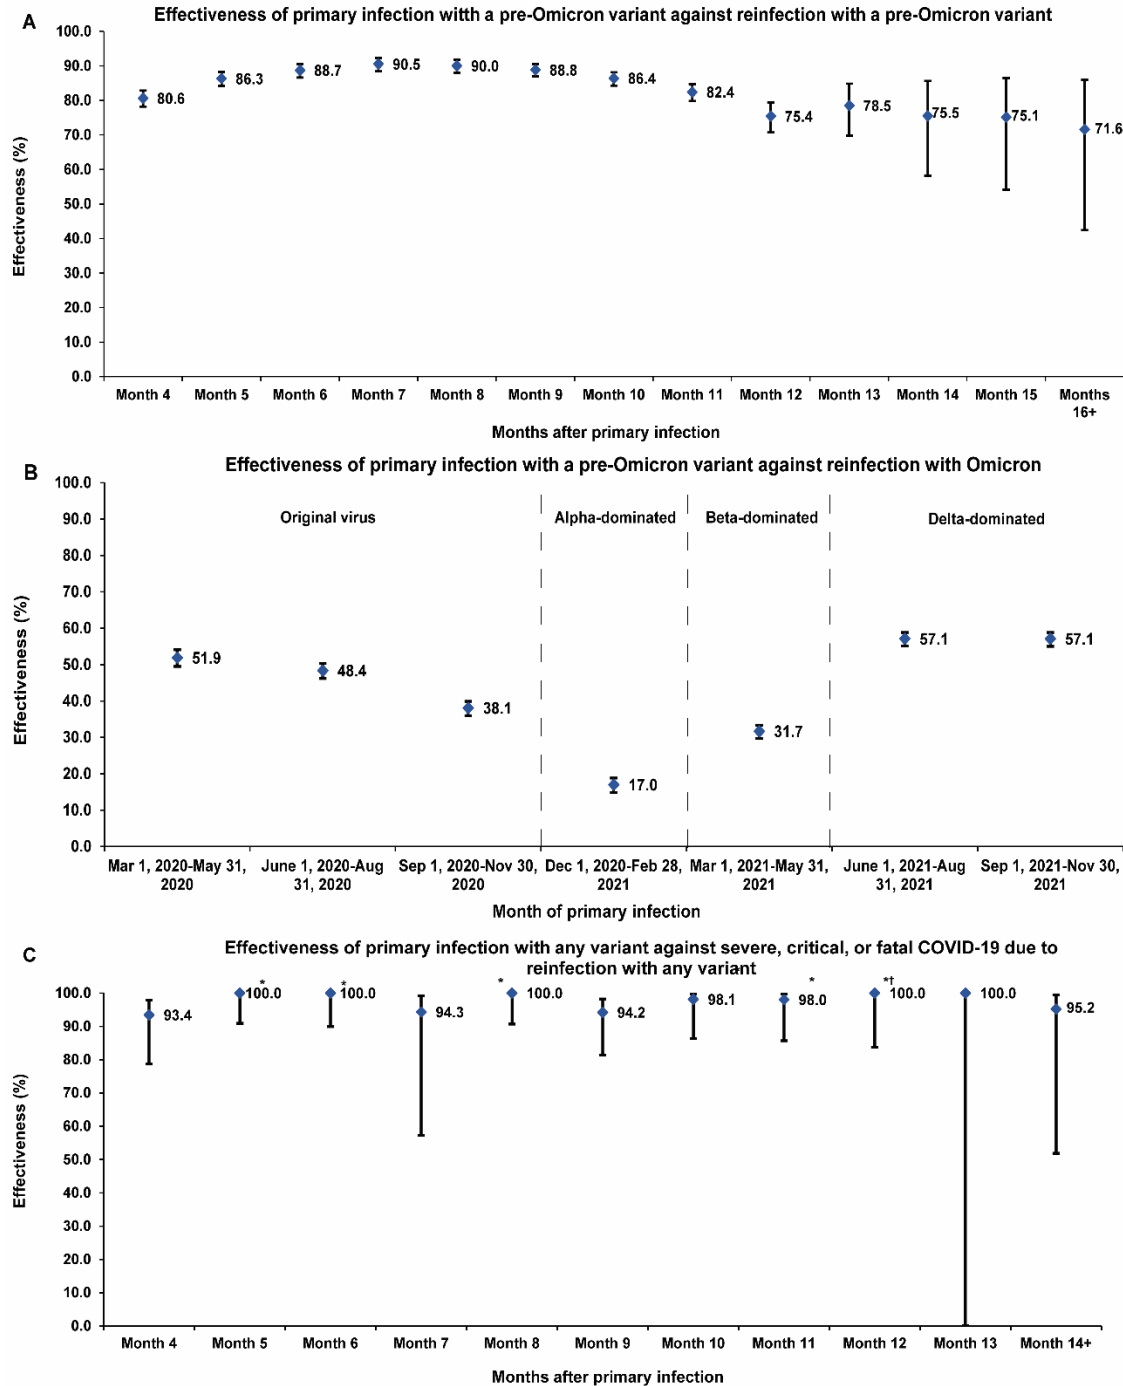 A
Effectiveness of primary infection witth a pre-Omicron variant against reinfection with a pre-Omicron variant
100.0
90.0
80.0
70.0
60.0
50.0
40.0
30.0
20.0
10.0
0.0
Effectiveness (%)
80.6
86.3
88.7
90.5
90.0
88.8
86.4
82.4
75.4
78.5
75.5
75.1
71.6
Month 4
Month 5
Month 6
Month 7
Month 8
Month 9
Month 10
Month 11
Month 12
Month 13
Month 14
Month 15
Months
16+
Months after primary infection
B
Effectiveness of primary infection with a pre-Omicron variant against reinfection with Omicron
100.0
90.0
80.0
70.0
60.0
50.0
40.0
30.0
20.0
10.0
0.0
Effectiveness (%)
Original virus
Alpha-dominated
Beta-dominated
Delta-dominated
51.9
48.4
38.1
17.0
31.7
57.1
57.1
Mar 1, 2020-May 31,
2020
June 1, 2020-Aug
31, 2020
Sep 1, 2020-Nov 30,
2020
Dec 1, 2020-Feb 28,
2021
Mar 1, 2021-May 31,
2021
June 1, 2021-Aug
31, 2021
Sep 1, 2021-Nov 30,
2021
Month of primary infection
C
Effectiveness of primary infection with any variant against severe, critical, or fatal COVID-19 due to
reinfection with any variant
100.0
90.0
80.0
70.0
60.0
50.0
40.0
30.0
20.0
10.0
0.0
Effectiveness (%)
93.4
*
100.0
*
100.0
94.3
*
100.0
94.2
98.1
*
98.0
*†
100.0
100.0
95.2
Month 4
Month 5
Month 6
Month 7
Month 8
Month 9
Month 10
Month 11
Month 12
Month 13
Month 14+
Months after primary infection